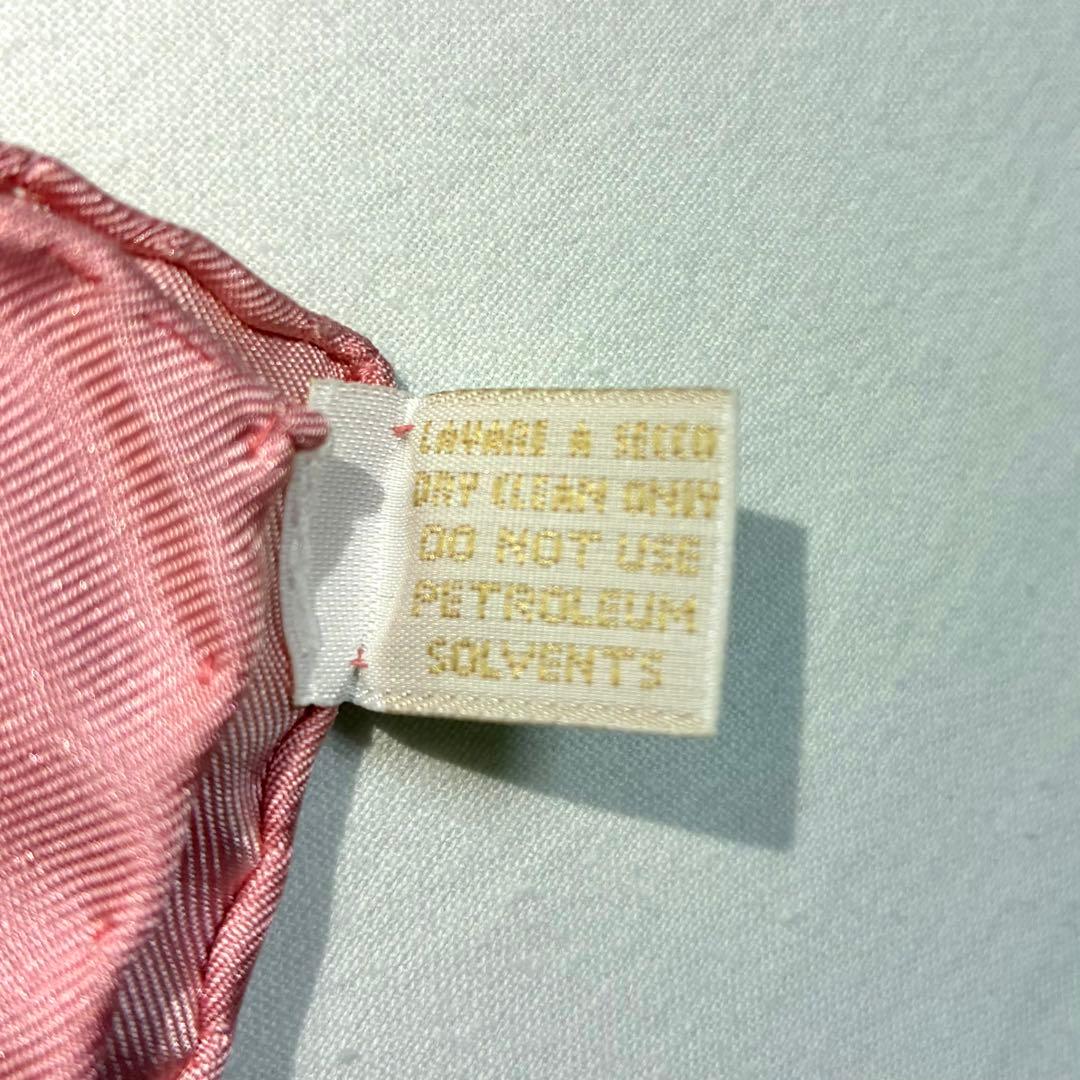 LAVARE A SECCO
DRY CLEAN ONLY
DO NOT USE
PETROLEUM
SOLVENTS